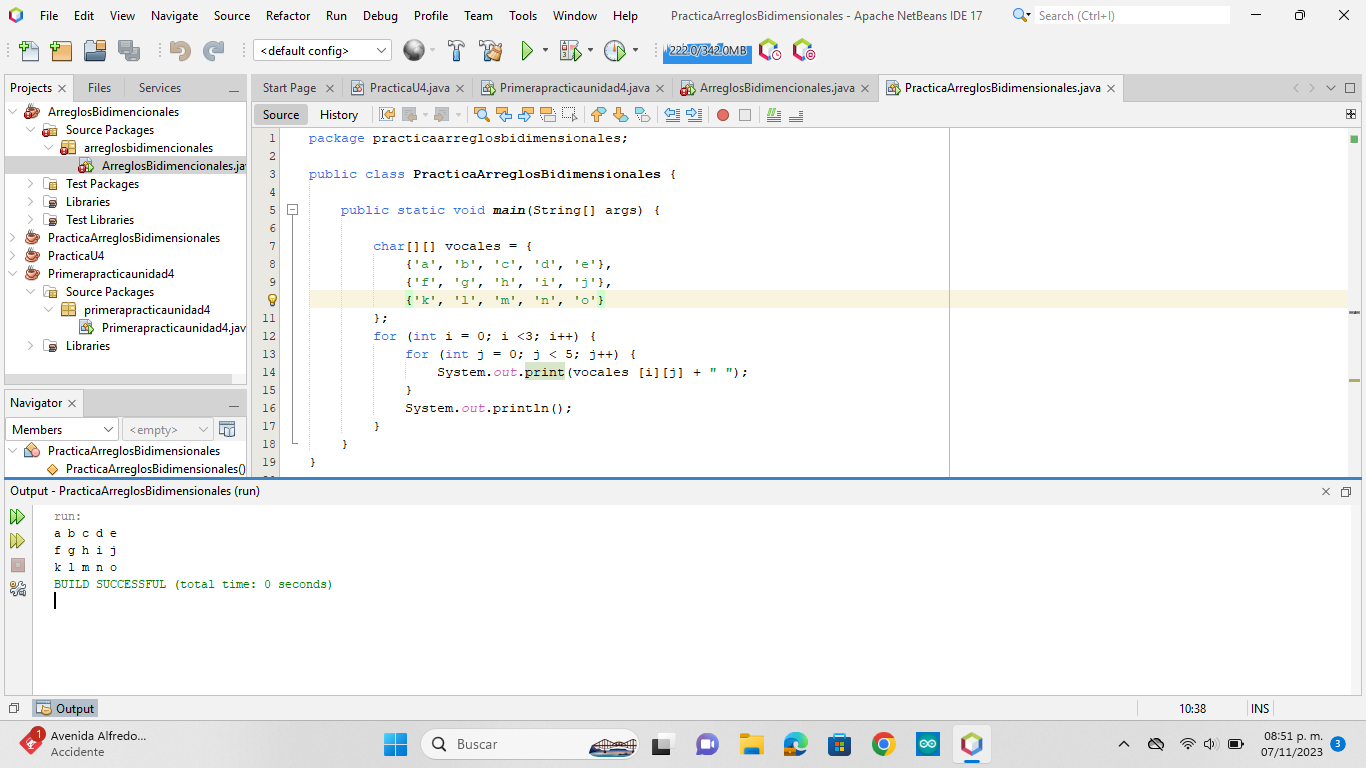 File Edit View Navigate Source Refactor Run Debug Profile Team Tools Window Help PracticaArreglosBidimensionales - Apache NetBeans IDE 17 Search (Ctrl+I)
<default config> 222.0/342.0MB
Projects Files Services
Start Page PracticaU4.java Primerapracticaunidad4.java ArreglosBidimencionales.java PracticaArreglosBidimensionales.java
Source History
ArreglosBidimencionales
Source Packages
arreglosbidimencionales
ArreglosBidimencionales.ja
Test Packages
Libraries
Test Libraries
PracticaArreglosBidimensionales
PracticaU4
Primerapracticaunidad4
Source Packages
primerapracticaunidad4
Primerapracticaunidad4.jav
Libraries
Navigator
Members <empty>
PracticaArreglosBidimensionales
PracticaArreglosBidimensionales()
1 package practicaarreglosbidimensionales;
2
3 public class PracticaArreglosBidimensionales {
4
5 public static void main(String[] args) {
6
7 char[][] vocales = {
8 {'a', 'b', 'c', 'd', 'e'},
9 {'f', 'g', 'h', 'i', 'j'},
{'k', 'l', 'm', 'n', 'o'}
11 };
12 for (int i = 0; i <3; i++) {
13 for (int j = 0; j < 5; j++) {
14 System.out.print(vocales [i][j] + " ");
15 }
16 System.out.println();
17 }
18 }
19 }
Output - PracticaArreglosBidimensionales (run)
run:
a b c d e
f g h i j
k l m n o
BUILD SUCCESSFUL (total time: 0 seconds)
Output 10:38 INS
1 Avenida Alfredo...
Accidente
Buscar
08:51 p. m.
07/11/2023 3